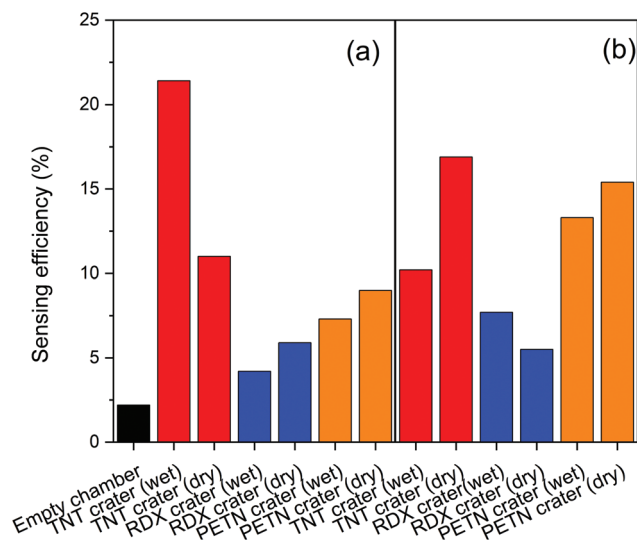 25
20
15
10
5
0
Sensing efficiency (%)
(a)
(b)
Empty chamber
TNT crater (wet)
TNT crater (dry)
RDX crater (wet)
RDX crater (dry)
PETN crater (wet)
PETN crater (dry)
TNT crater (wet)
TNT crater (dry)
RDX crater(wet)
RDX crater (dry)
PETN crater (wet)
PETN crater (dry)